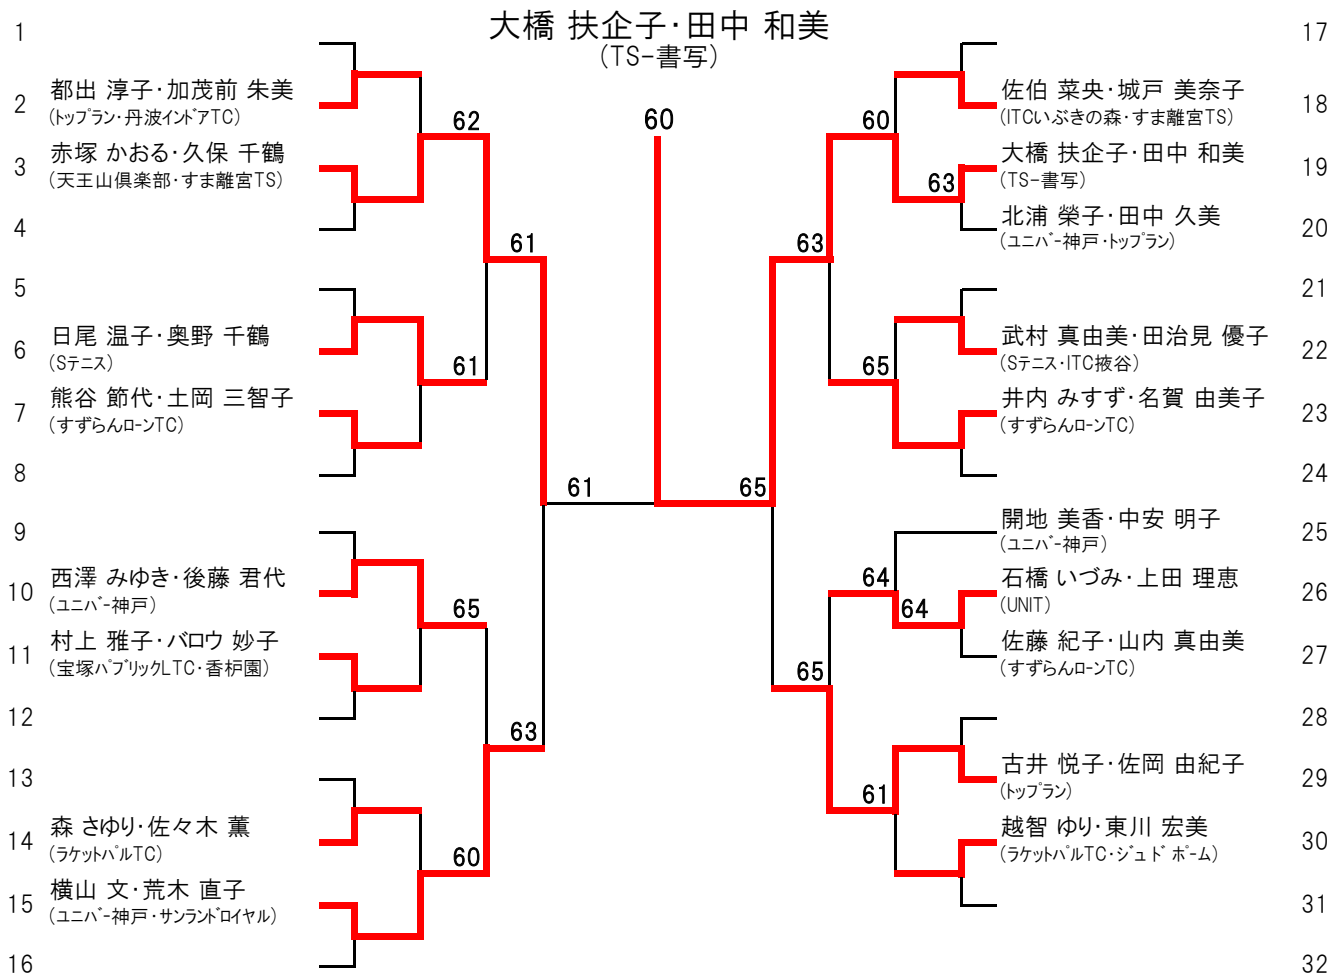 大橋 扶企子・田中 和美
(TS-書写)
60
1
2 都出 淳子・加茂前 朱美
(トップラン・丹波インドアTC)
62
3 赤塚 かおる・久保 千鶴
(天王山倶楽部・すま離宮TS)
4
61
5
6 日尾 温子・奥野 千鶴
(Sテニス)
61
7 熊谷 節代・土岡 三智子
(すずらんローンTC)
8
61
9
10 西澤 みゆき・後藤 君代
(ユニバー神戸)
65
11 村上 雅子・バロウ 妙子
(宝塚パブリックLTC・香枦園)
12
63
13
14 森 さゆり・佐々木 薫
(ラケットパルTC)
60
15 横山 文・荒木 直子
(ユニバー神戸・サンランドロイヤル)
16
17
佐伯 菜央・城戸 美奈子 18
(ITCいぶきの森・すま離宮TS)
60
大橋 扶企子・田中 和美 19
(TS-書写)
63
北浦 榮子・田中 久美 20
(ユニバー神戸・トップラン)
63
21
武村 真由美・田治見 優子 22
(Sテニス・ITC掖谷)
65
井内 みすず・名賀 由美子 23
(すずらんローンTC)
24
65
開地 美香・中安 明子 25
(ユニバー神戸)
64
石橋 いづみ・上田 理恵 26
(UNIT)
64
佐藤 紀子・山内 真由美 27
(すずらんローンTC)
65
28
古井 悦子・佐岡 由紀子 29
(トップラン)
61
越智 ゆり・東川 宏美 30
(ラケットパルTC・ジュド ポーム)
31
32